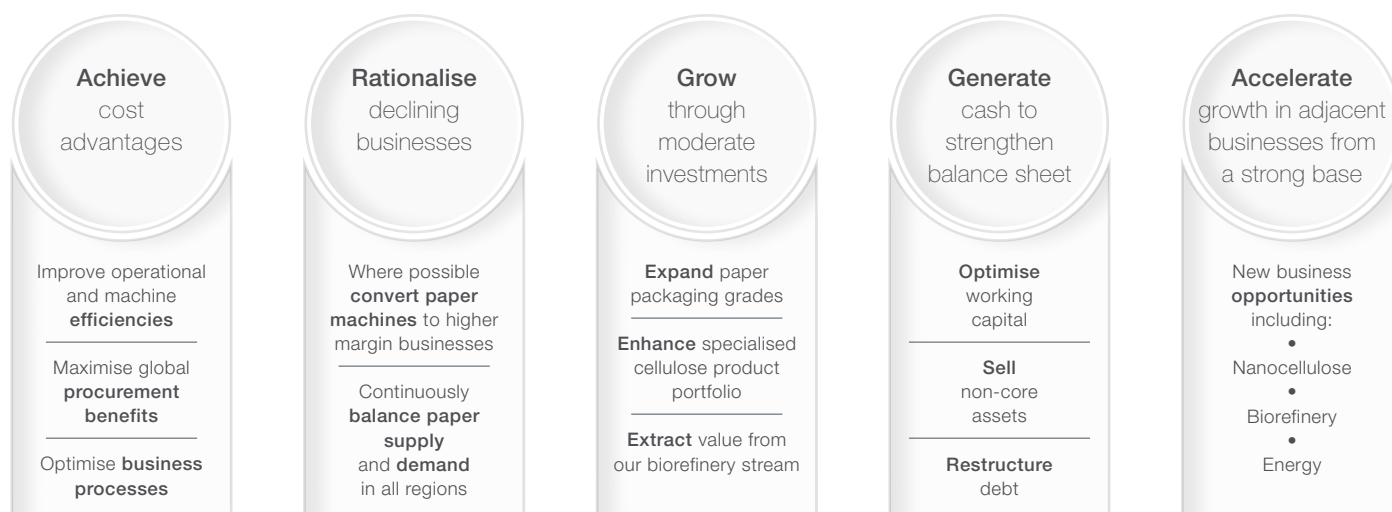 Achieve
cost
advantages
Improve operational
and machine
efficiencies
Maximise global
procurement
benefits
Optimise business
processes
Rationalise
declining
businesses
Where possible
convert paper
machines to higher
margin businesses
Continuously
balance paper
supply
and demand
in all regions
Grow
through
moderate
investments
Expand paper
packaging grades
Enhance specialised
cellulose product
portfolio
Extract value from
our biorefinery stream
Generate
cash to
strengthen
balance sheet
Optimise
working
capital
Sell
non-core
assets
Restructure
debt
Accelerate
growth in adjacent
businesses from
a strong base
New business
opportunities
including:
•
Nanocellulose
•
Biorefinery
•
Energy